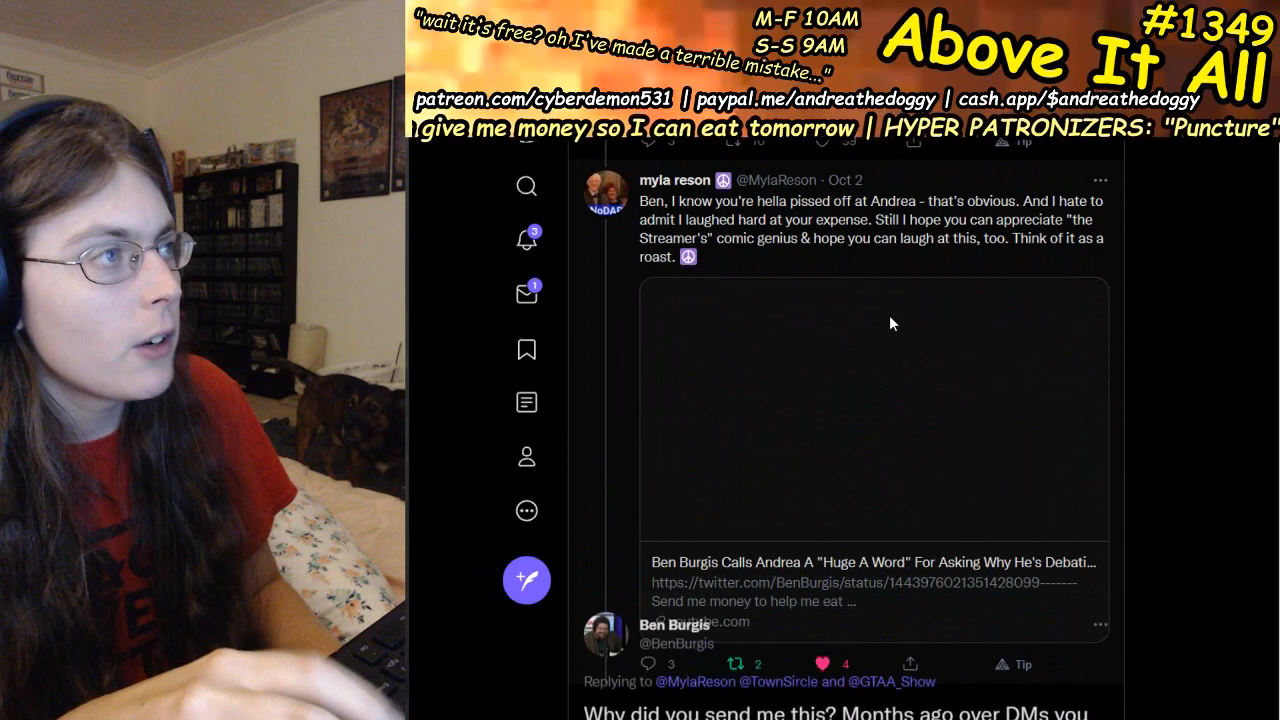 "wait it's free? oh I've made a terrible mistake..."
M-F 10AM
S-S 9AM
Above It All
#1349
patreon.com/cyberdemon531 | paypal.me/andreathedoggy | cash.app/$andreathedoggy
give me money so I can eat tomorrow | HYPER PATRONIZERS: "Puncture"
Tip
myla reson ☮ @MylaReson · Oct 2
Ben, I know you're hella pissed off at Andrea - that's obvious. And I hate to
admit I laughed hard at your expense. Still I hope you can appreciate "the
Streamer's" comic genius & hope you can laugh at this, too. Think of it as a
roast. ☮
NoDAP
3
1
Ben Burgis Calls Andrea A "Huge A Word" For Asking Why He's Debati...
https://twitter.com/BenBurgis/status/1443976021351428099-------
Send me money to help me eat ...
youtube.com
Ben Burgis
@BenBurgis
3 2 4 Tip
Replying to @MylaReson @TownSircle and @GTAA_Show
Why did you send me this? Months ago over DMs you